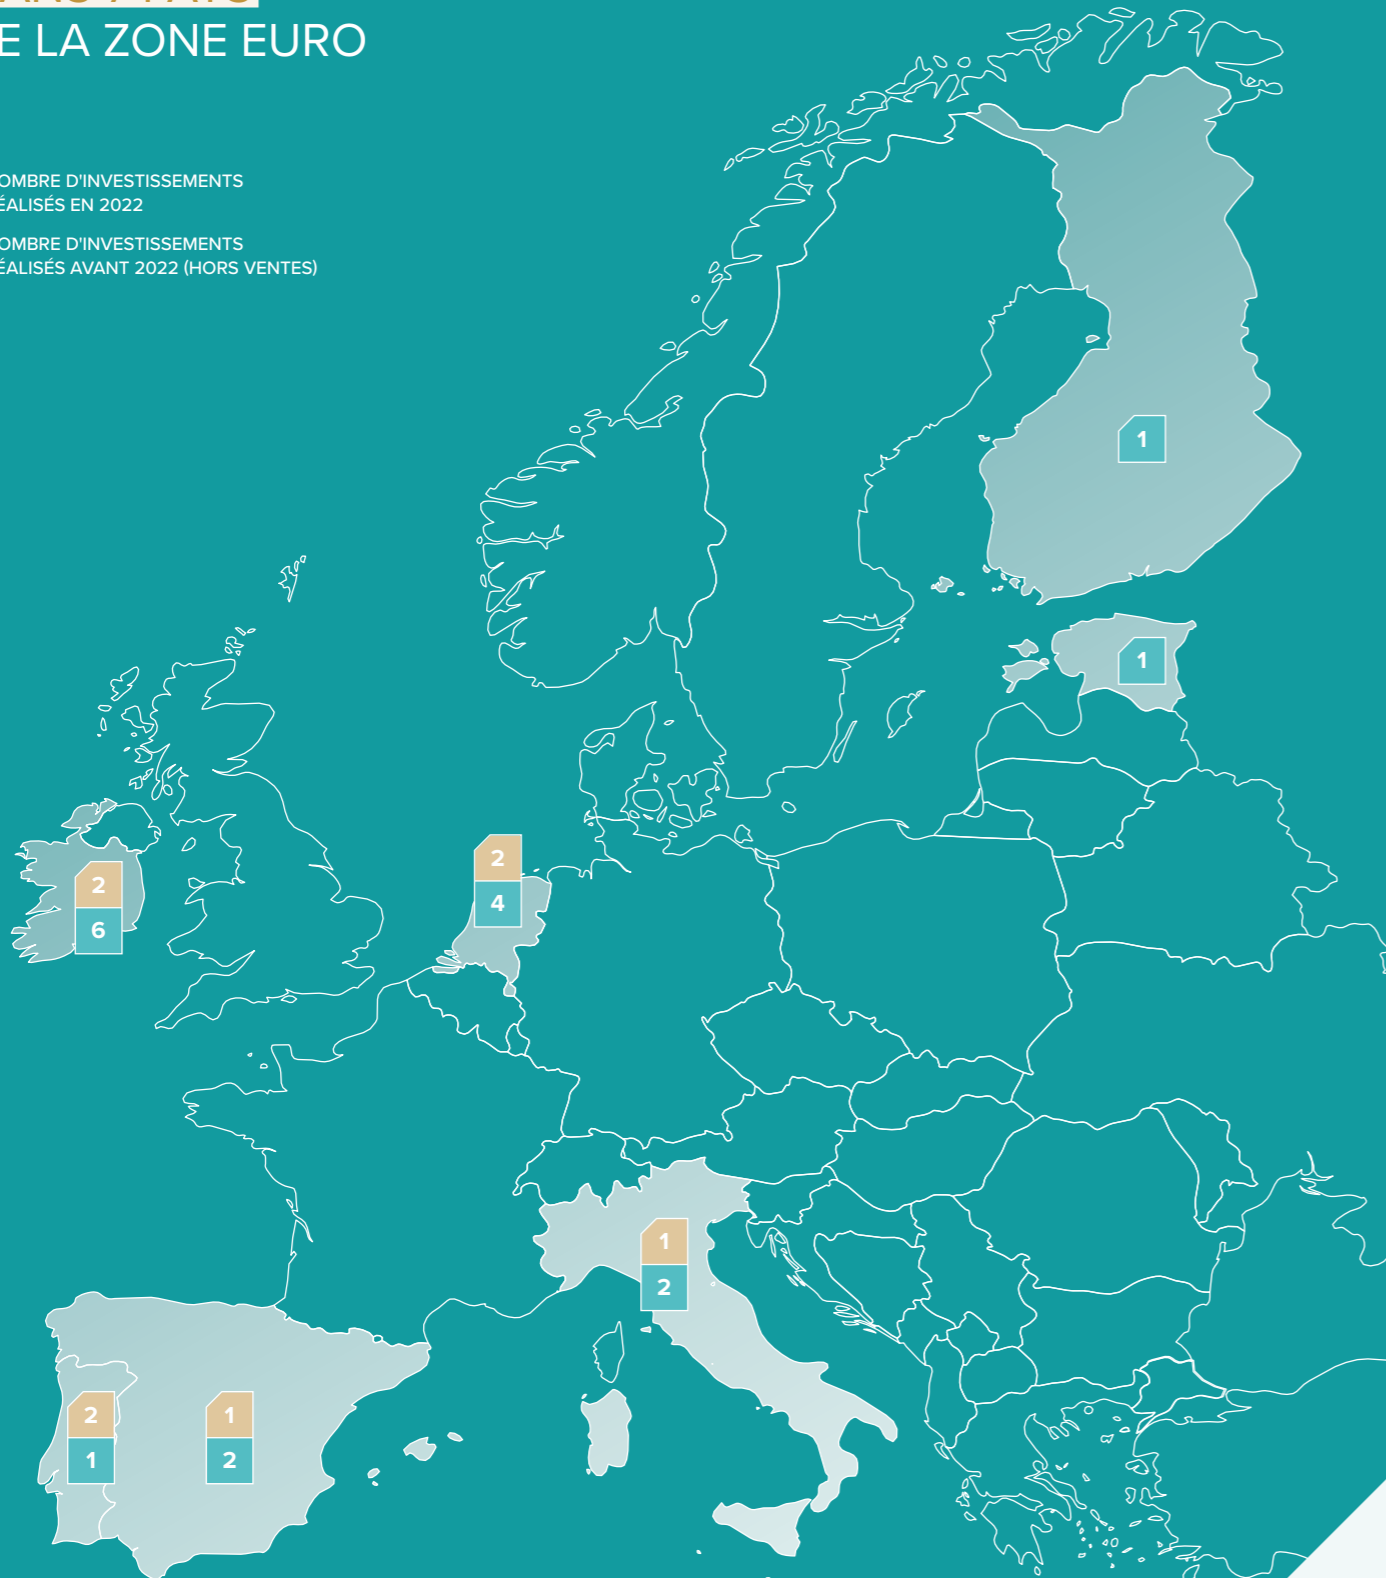 E LA ZONE EURO
OMBRE D'INVESTISSEMENTS
ÉALISÉS EN 2022
OMBRE D'INVESTISSEMENTS
ÉALISÉS AVANT 2022 (HORS VENTES)
1
1
2
4
2
6
1
2
2
1
1
2